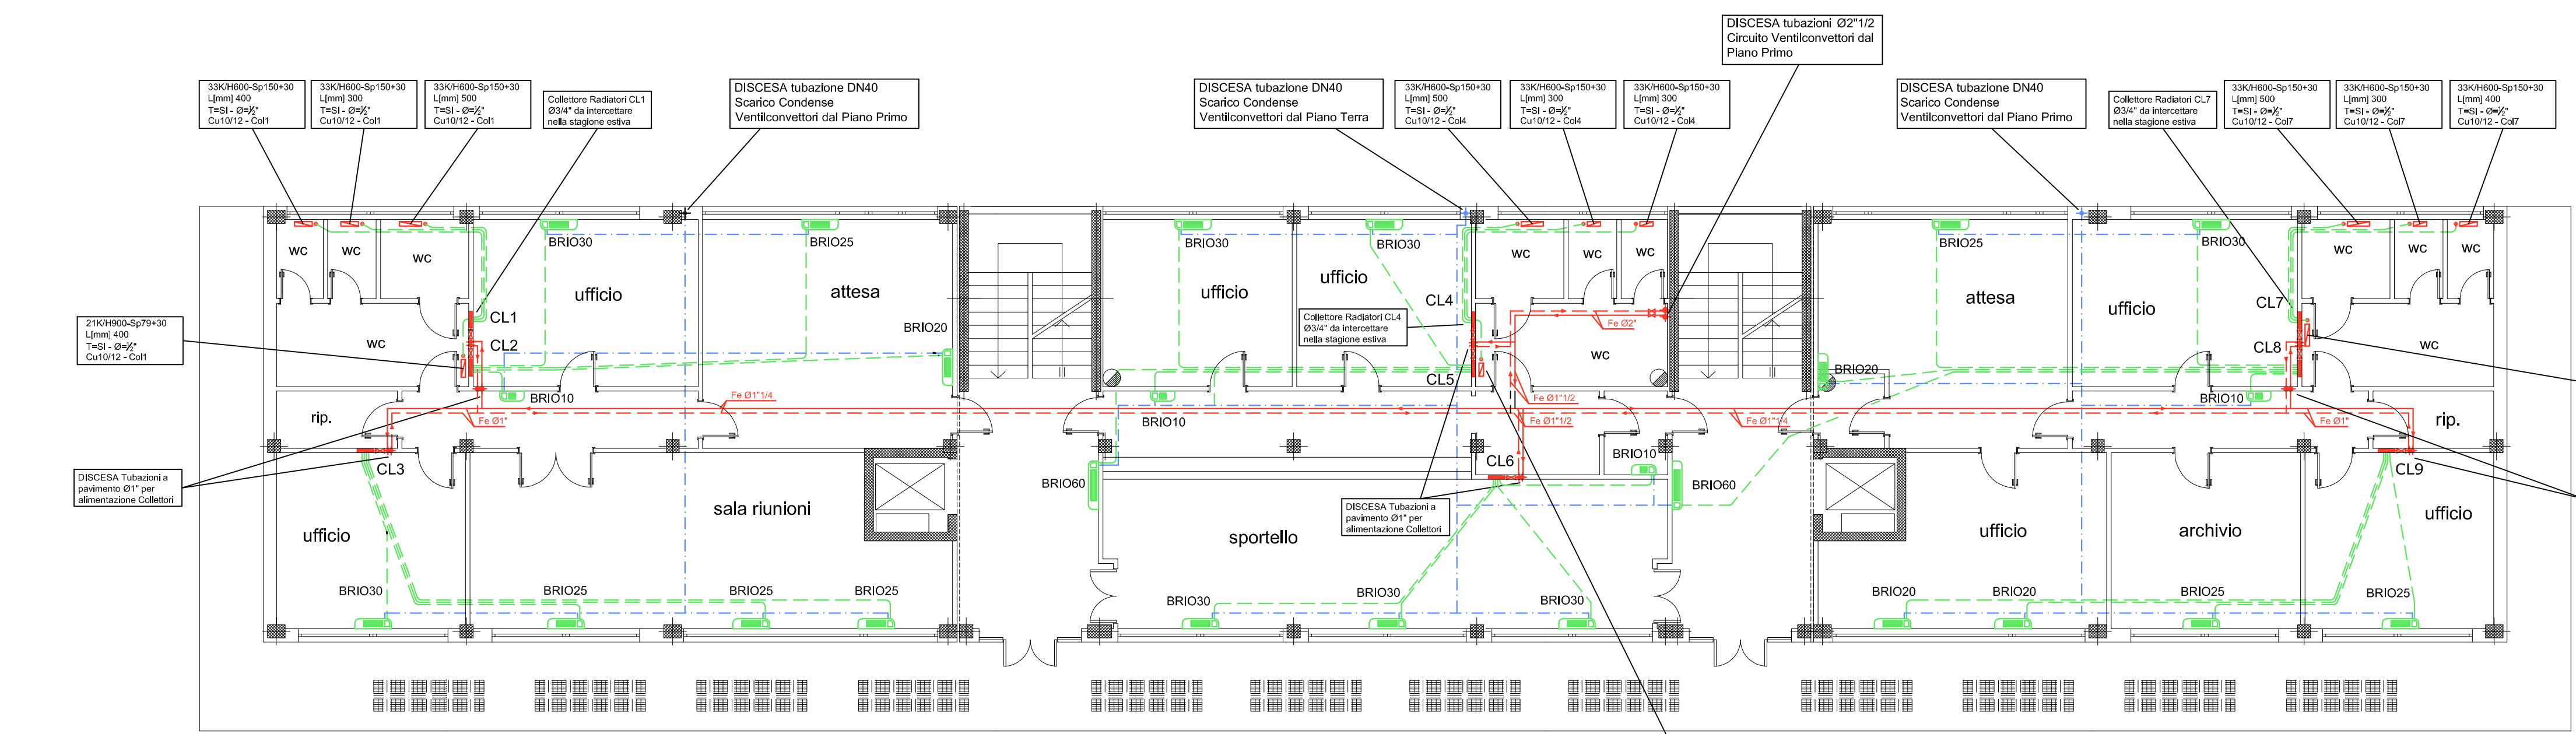 DISCESA tubazioni Ø2"1/2
Circuito Ventilconvettori dal
Piano Primo
33K/H600-Sp150+30
L[mm] 400
T=SI - Ø=½"
Cu10/12 - Col1
33K/H600-Sp150+30
L[mm] 300
T=SI - Ø=½"
Cu10/12 - Col1
33K/H600-Sp150+30
L[mm] 500
T=SI - Ø=½"
Cu10/12 - Col1
Collettore Radiatori CL1
Ø3/4" da intercettare
nella stagione estiva
DISCESA tubazione DN40
Scarico Condense
Ventilconvettori dal Piano Primo
DISCESA tubazione DN40
Scarico Condense
Ventilconvettori dal Piano Terra
33K/H600-Sp150+30
L[mm] 500
T=SI - Ø=½"
Cu10/12 - Col4
33K/H600-Sp150+30
L[mm] 300
T=SI - Ø=½"
Cu10/12 - Col4
33K/H600-Sp150+30
L[mm] 300
T=SI - Ø=½"
Cu10/12 - Col4
DISCESA tubazione DN40
Scarico Condense
Ventilconvettori dal Piano Primo
Collettore Radiatori CL7
Ø3/4" da intercettare
nella stagione estiva
33K/H600-Sp150+30
L[mm] 500
T=SI - Ø=½"
Cu10/12 - Col7
33K/H600-Sp150+30
L[mm] 300
T=SI - Ø=½"
Cu10/12 - Col7
33K/H600-Sp150+30
L[mm] 400
T=SI - Ø=½"
Cu10/12 - Col7
wc
wc
wc
BRIO30
ufficio
BRIO25
attesa
BRIO30
ufficio
BRIO30
ufficio
wc
wc
wc
BRIO25
attesa
BRIO30
ufficio
wc
wc
wc
CL1
CL2
CL4
CL7
21K/H900-Sp79+30
L[mm] 400
T=SI - Ø=½"
Cu10/12 - Col1
wc
BRIO20
Collettore Radiatori CL4
Ø3/4" da intercettare
nella stagione estiva
Fe Ø2"
wc
CL5
BRIO20
CL8
wc
BRIO10
Fe Ø1"1/4
Fe Ø1"
rip.
BRIO10
Fe Ø1"1/2
Fe Ø1"1/2
Fe Ø1"1/4
BRIO10
Fe Ø1"
rip.
DISCESA Tubazioni a
pavimento Ø1" per
alimentazione Collettori
CL3
BRIO60
CL6
BRIO10
BRIO60
CL9
DISCESA Tubazioni a
pavimento Ø1" per
alimentazione Collettori
ufficio
sala riunioni
sportello
ufficio
archivio
ufficio
BRIO30
BRIO25
BRIO25
BRIO25
BRIO30
BRIO30
BRIO30
BRIO20
BRIO20
BRIO25
BRIO25